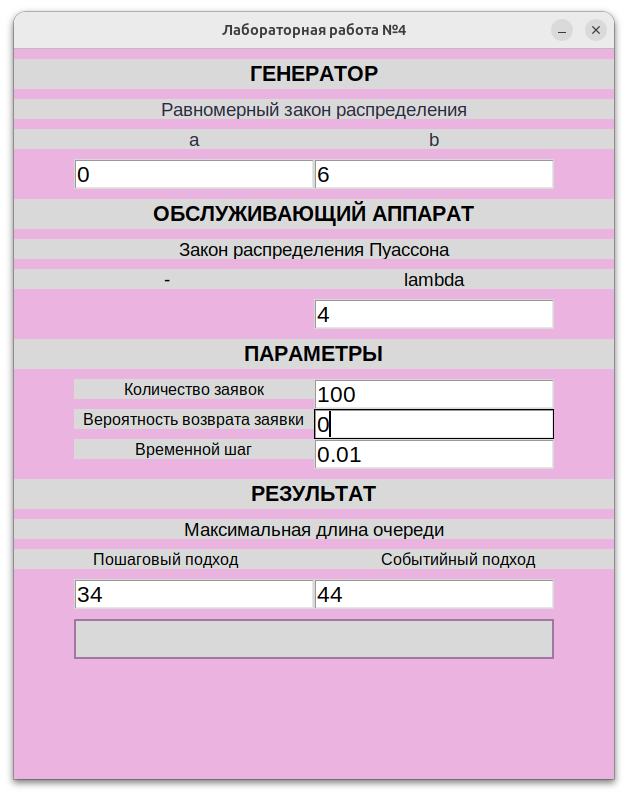 Лабораторная работа №4
ГЕНЕРАТОР
Равномерный закон распределения
a b
0 6
ОБСЛУЖИВАЮЩИЙ АППАРАТ
Закон распределения Пуассона
- lambda
4
ПАРАМЕТРЫ
Количество заявок 100
Вероятность возврата заявки 0
Временной шаг 0.01
РЕЗУЛЬТАТ
Максимальная длина очереди
Пошаговый подход Событийный подход
34 44